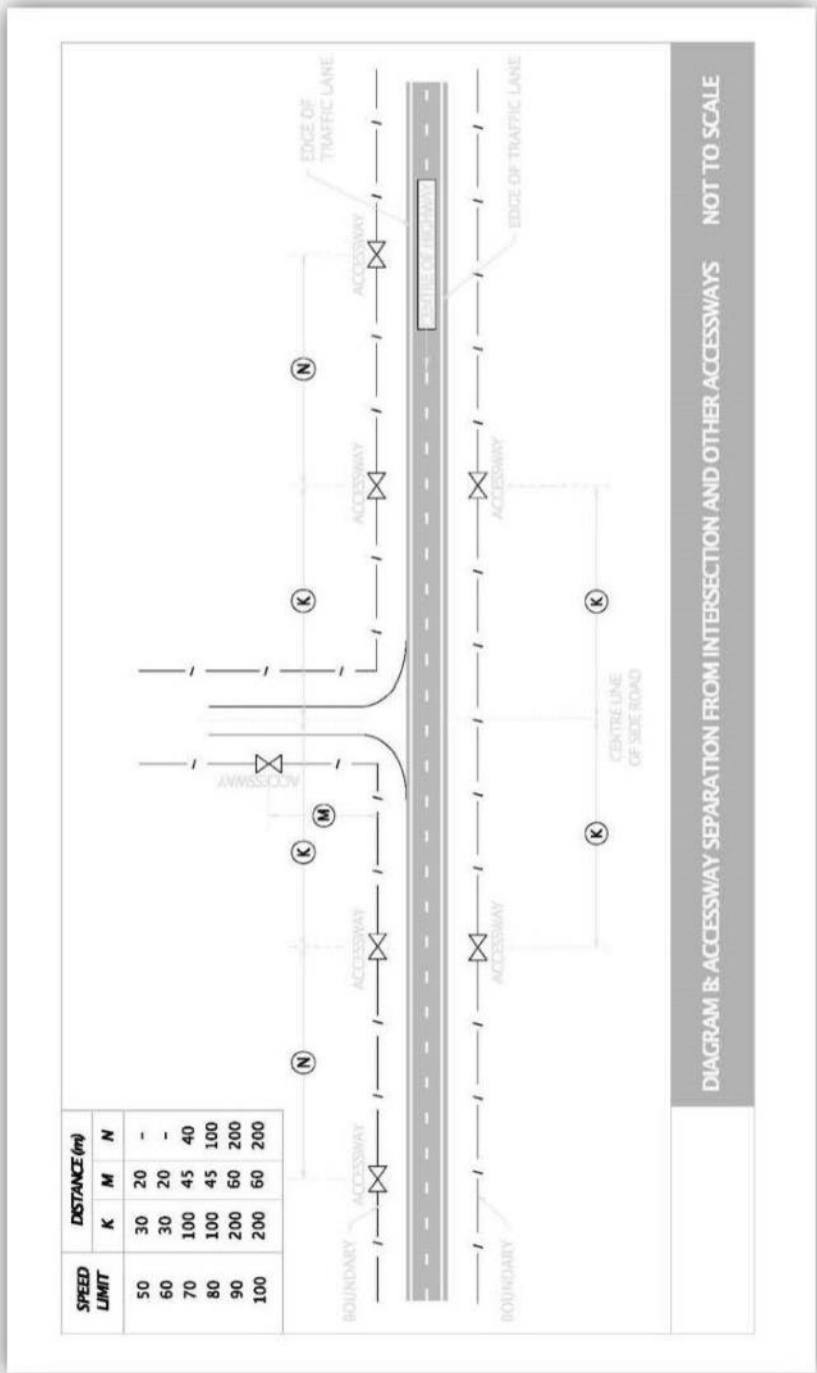 SPEED LIMIT DISTANCE (m)
K M N
50 30 20 -
60 30 20 -
70 100 45 40
80 100 45 100
90 200 60 200
100 200 60 200
EDGE OF
TRAFFIC LANE
N
K
K
N
M
ACCESSWAY
ACCESSWAY
ACCESSWAY
ACCESSWAY
ACCESSWAY
BOUNDARY
CENTRE OF HIGHWAY
EDGE OF TRAFFIC LANE
BOUNDARY
ACCESSWAY
ACCESSWAY
K
K
CENTRE LINE
OF SIDE ROAD
DIAGRAM B: ACCESSWAY SEPARATION FROM INTERSECTION AND OTHER ACCESSWAYS NOT TO SCALE